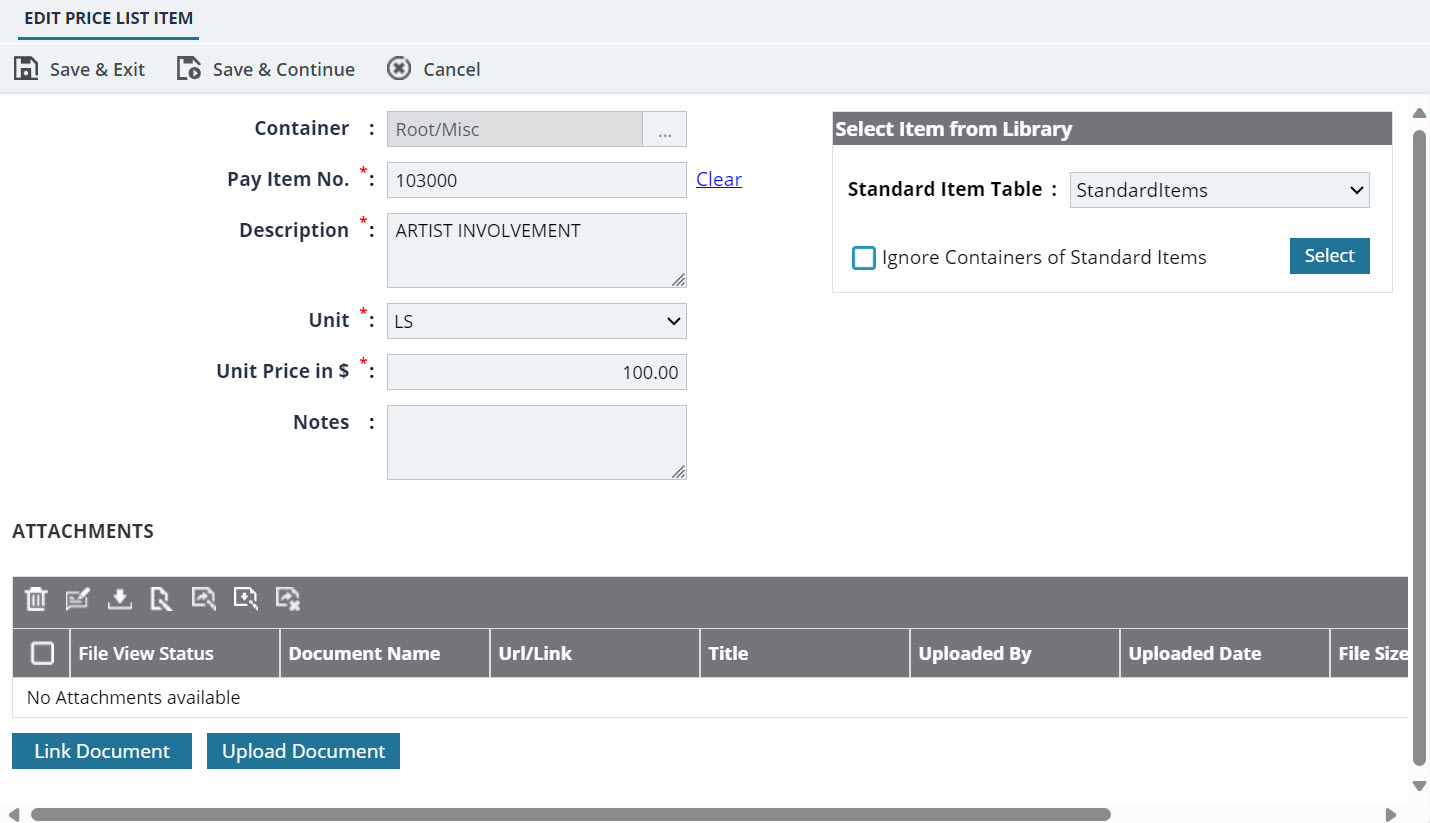 EDIT PRICE LIST ITEM
Save & Exit Save & Continue Cancel
Container : Root/Misc ...
Pay Item No. * : 103000 Clear
Description * : ARTIST INVOLVEMENT
Unit * : LS
Unit Price in $ * : 100.00
Notes :
Select Item from Library
Standard Item Table : StandardItems
Ignore Containers of Standard Items Select
ATTACHMENTS
File View Status Document Name Url/Link Title Uploaded By Uploaded Date File Size
No Attachments available
Link Document Upload Document